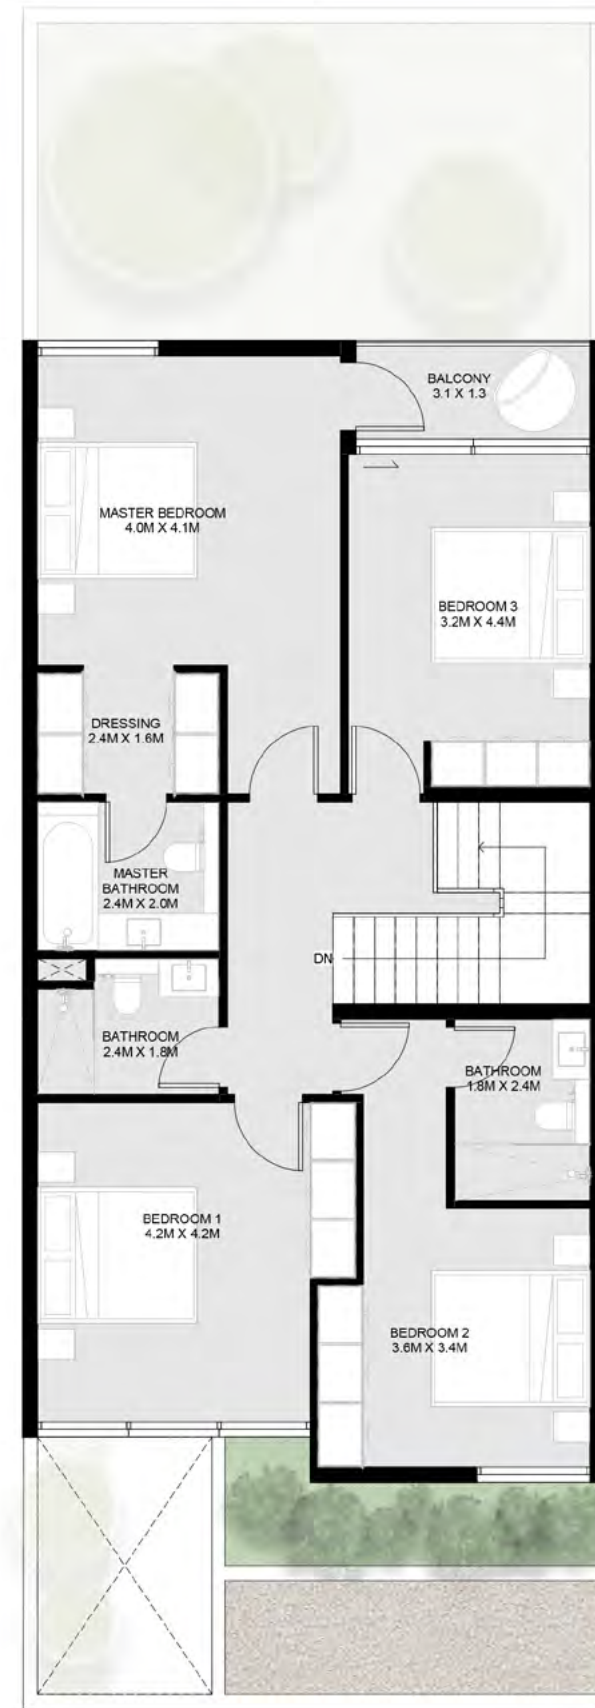 BALCONY
3.1 X 1.3
MASTER BEDROOM
4.0M X 4.1M
BEDROOM 3
3.2M X 4.4M
DRESSING
2.4M X 1.6M
MASTER
BATHROOM
2.4M X 2.0M
DN
BATHROOM
2.4M X 1.8M
BATHROOM
1.8M X 2.4M
BEDROOM 1
4.2M X 4.2M
BEDROOM 2
3.6M X 3.4M